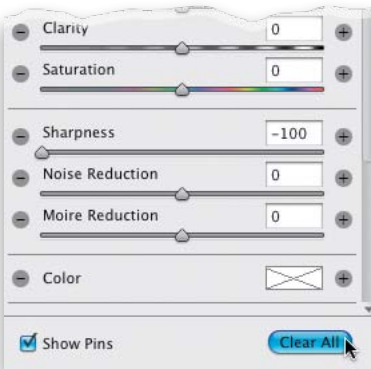 Clarity 0
Saturation 0
Sharpness -100
Noise Reduction 0
Moire Reduction 0
Color
Show Pins Clear All